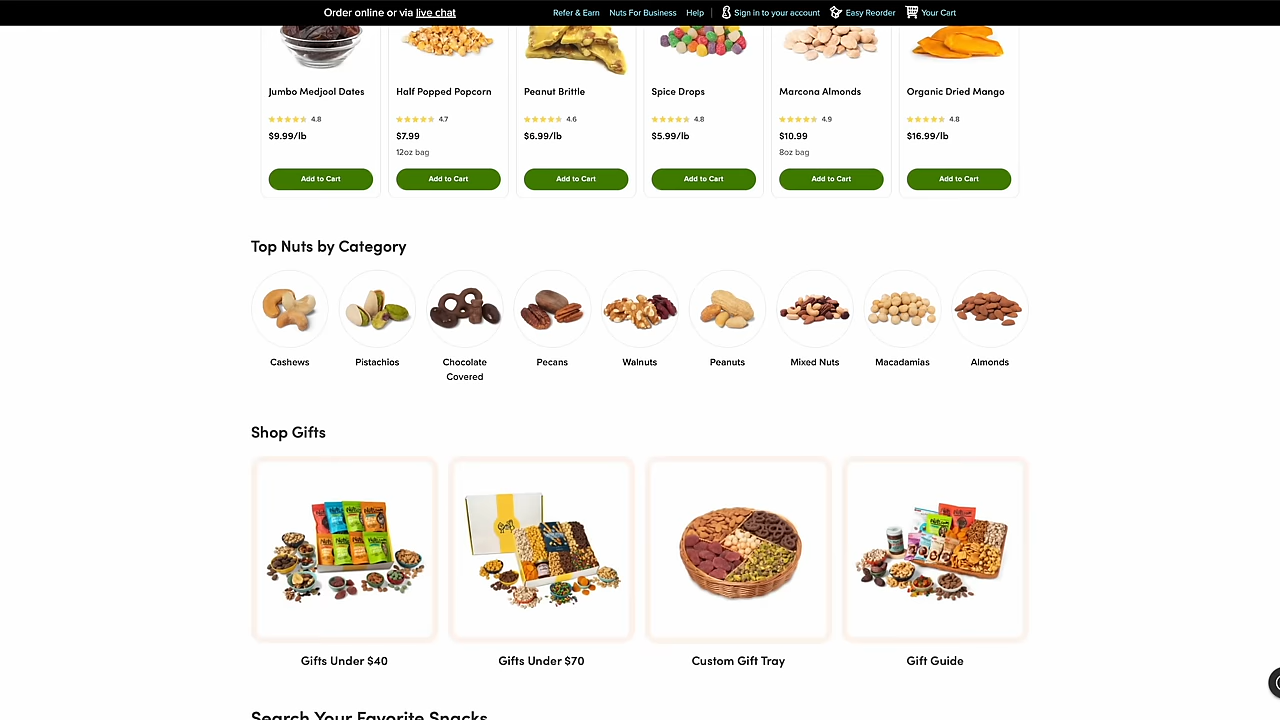 Order online or via live chat
Refer & Earn Nuts For Business Help | Sign in to your account Easy Reorder Your Cart
Jumbo Medjool Dates
4.8
$9.99/lb
Add to Cart
Half Popped Popcorn
4.7
$7.99
12oz bag
Add to Cart
Peanut Brittle
4.6
$6.99/lb
Add to Cart
Spice Drops
4.8
$5.99/lb
Add to Cart
Marcona Almonds
4.9
$10.99
8oz bag
Add to Cart
Organic Dried Mango
4.8
$16.99/lb
Add to Cart
Top Nuts by Category
Cashews
Pistachios
Chocolate
Covered
Pecans
Walnuts
Peanuts
Mixed Nuts
Macadamias
Almonds
Shop Gifts
Gifts Under $40
Gifts Under $70
Custom Gift Tray
Gift Guide
Search Your Favorite Snacks